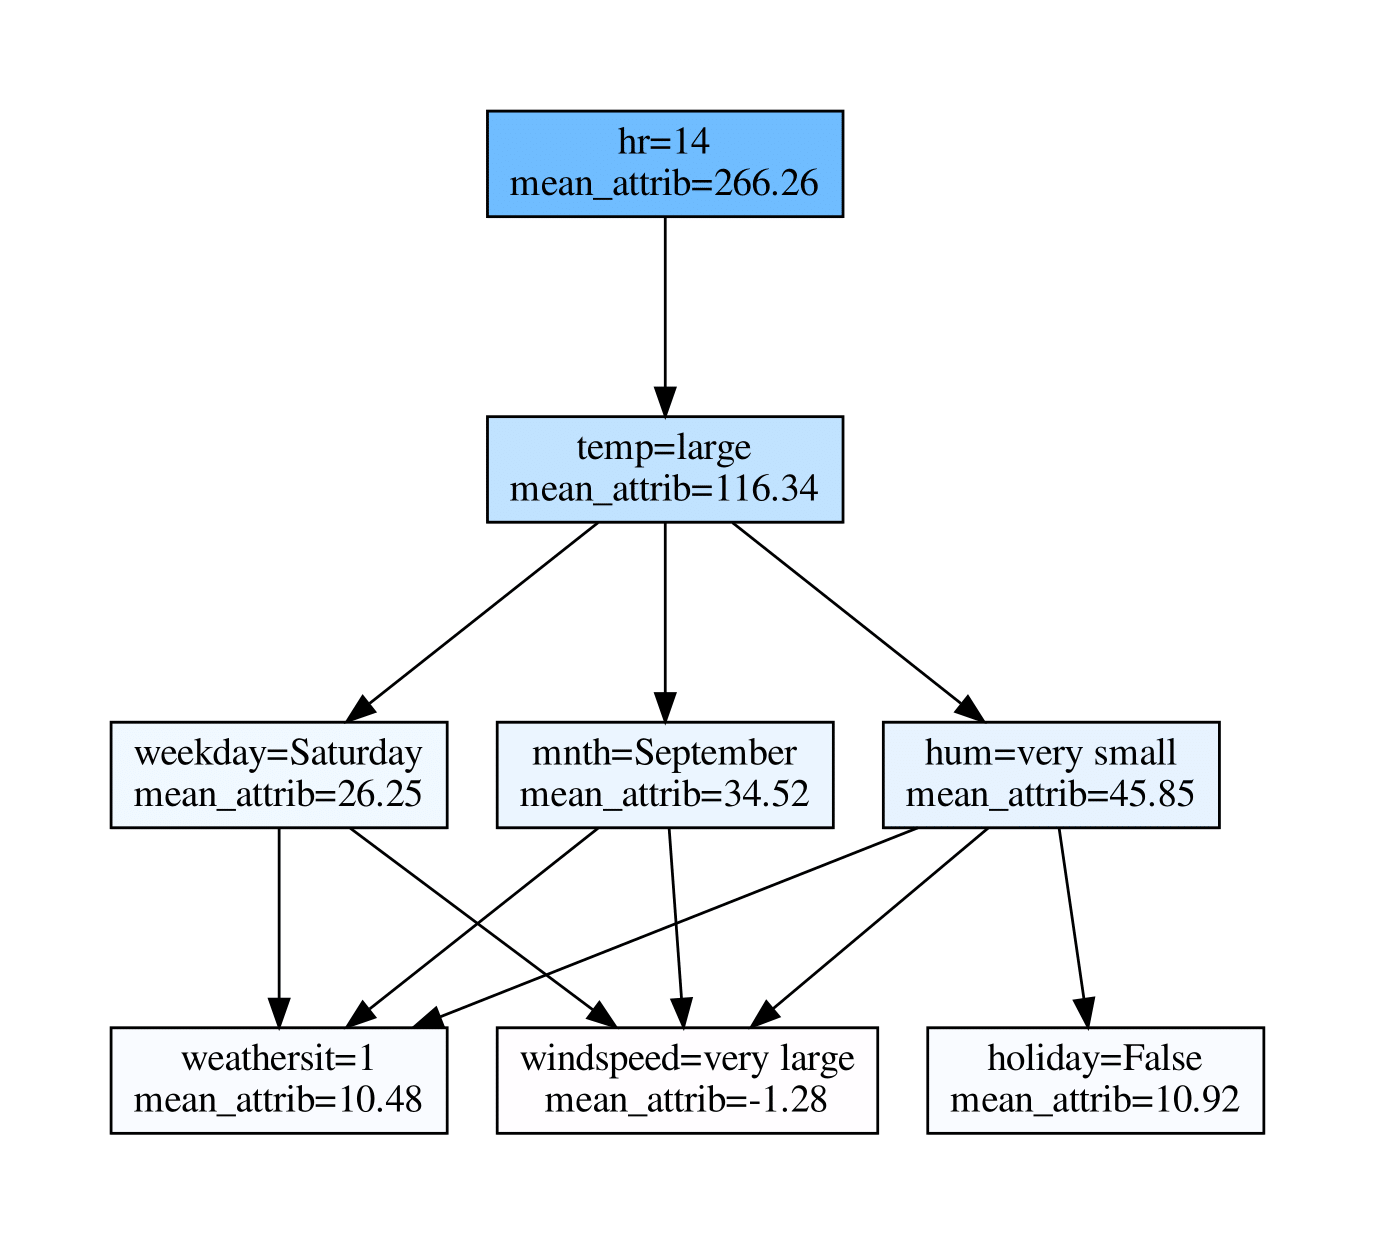 hr=14
mean_attrib=266.26
temp=large
mean_attrib=116.34
weekday=Saturday
mean_attrib=26.25
mnth=September
mean_attrib=34.52
hum=very small
mean_attrib=45.85
weathersit=1
mean_attrib=10.48
windspeed=very large
mean_attrib=-1.28
holiday=False
mean_attrib=10.92